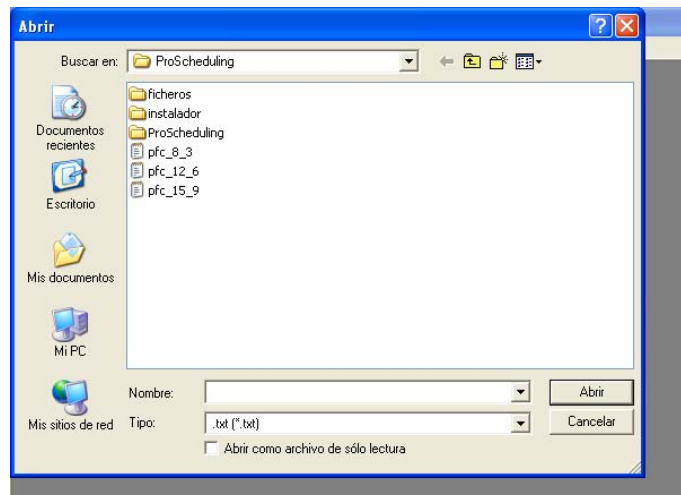 Abrir
Buscar en: ProScheduling
ficheros
instalador
ProScheduling
pfc_8_3
pfc_12_6
pfc_15_9
Documentos
recientes
Escritorio
Mis documentos
Mi PC
Mis sitios de red
Nombre:
Abrir
Tipo: .txt (*.txt)
Cancelar
Abrir como archivo de sólo lectura